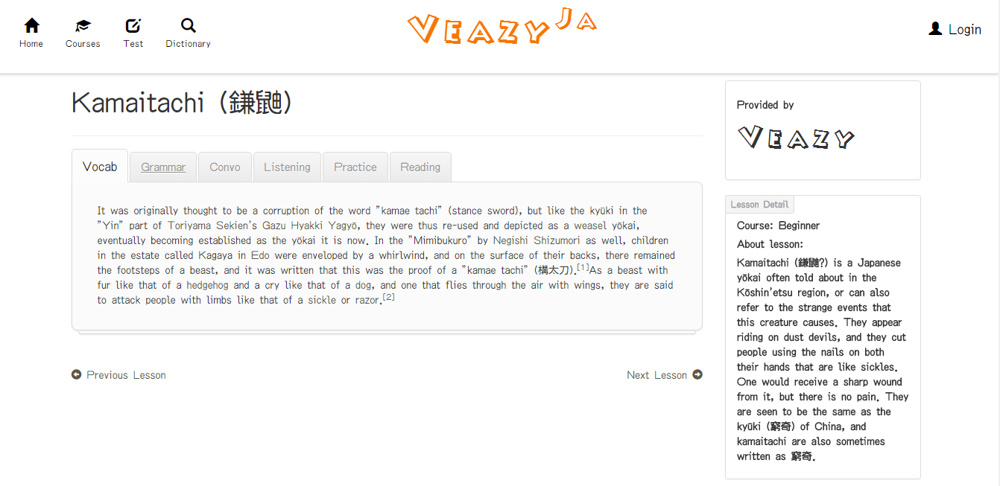 Home
Courses
Test
Dictionary
VEAZY JA
Login
Kamaitachi (鎌鼬)
Vocab
Grammar
Convo
Listening
Practice
Reading
It was originally thought to be a corruption of the word "kamae tachi" (stance sword), but like the kyūki in the
"Yin" part of Toriyama Sekien's Gazu Hyakki Yagyō, they were thus re-used and depicted as a weasel yōkai,
eventually becoming established as the yōkai it is now. In the "Mimibukuro" by Negishi Shizumori as well, children
in the estate called Kagaya in Edo were enveloped by a whirlwind, and on the surface of their backs, there remained
the footsteps of a beast, and it was written that this was the proof of a "kamae tachi" (構太刀).[1]As a beast with
fur like that of a hedgehog and a cry like that of a dog, and one that flies through the air with wings, they are said
to attack people with limbs like that of a sickle or razor.[2]
Previous Lesson
Next Lesson
Provided by
VEAZY
Lesson Detail
Course: Beginner
About lesson:
Kamaitachi (鎌鼬?) is a Japanese
yōkai often told about in the
Kōshin'etsu region, or can also
refer to the strange events that
this creature causes. They appear
riding on dust devils, and they cut
people using the nails on both
their hands that are like sickles.
One would receive a sharp wound
from it, but there is no pain. They
are seen to be the same as the
kyūki (窮奇) of China, and
kamaitachi are also sometimes
written as 窮奇.